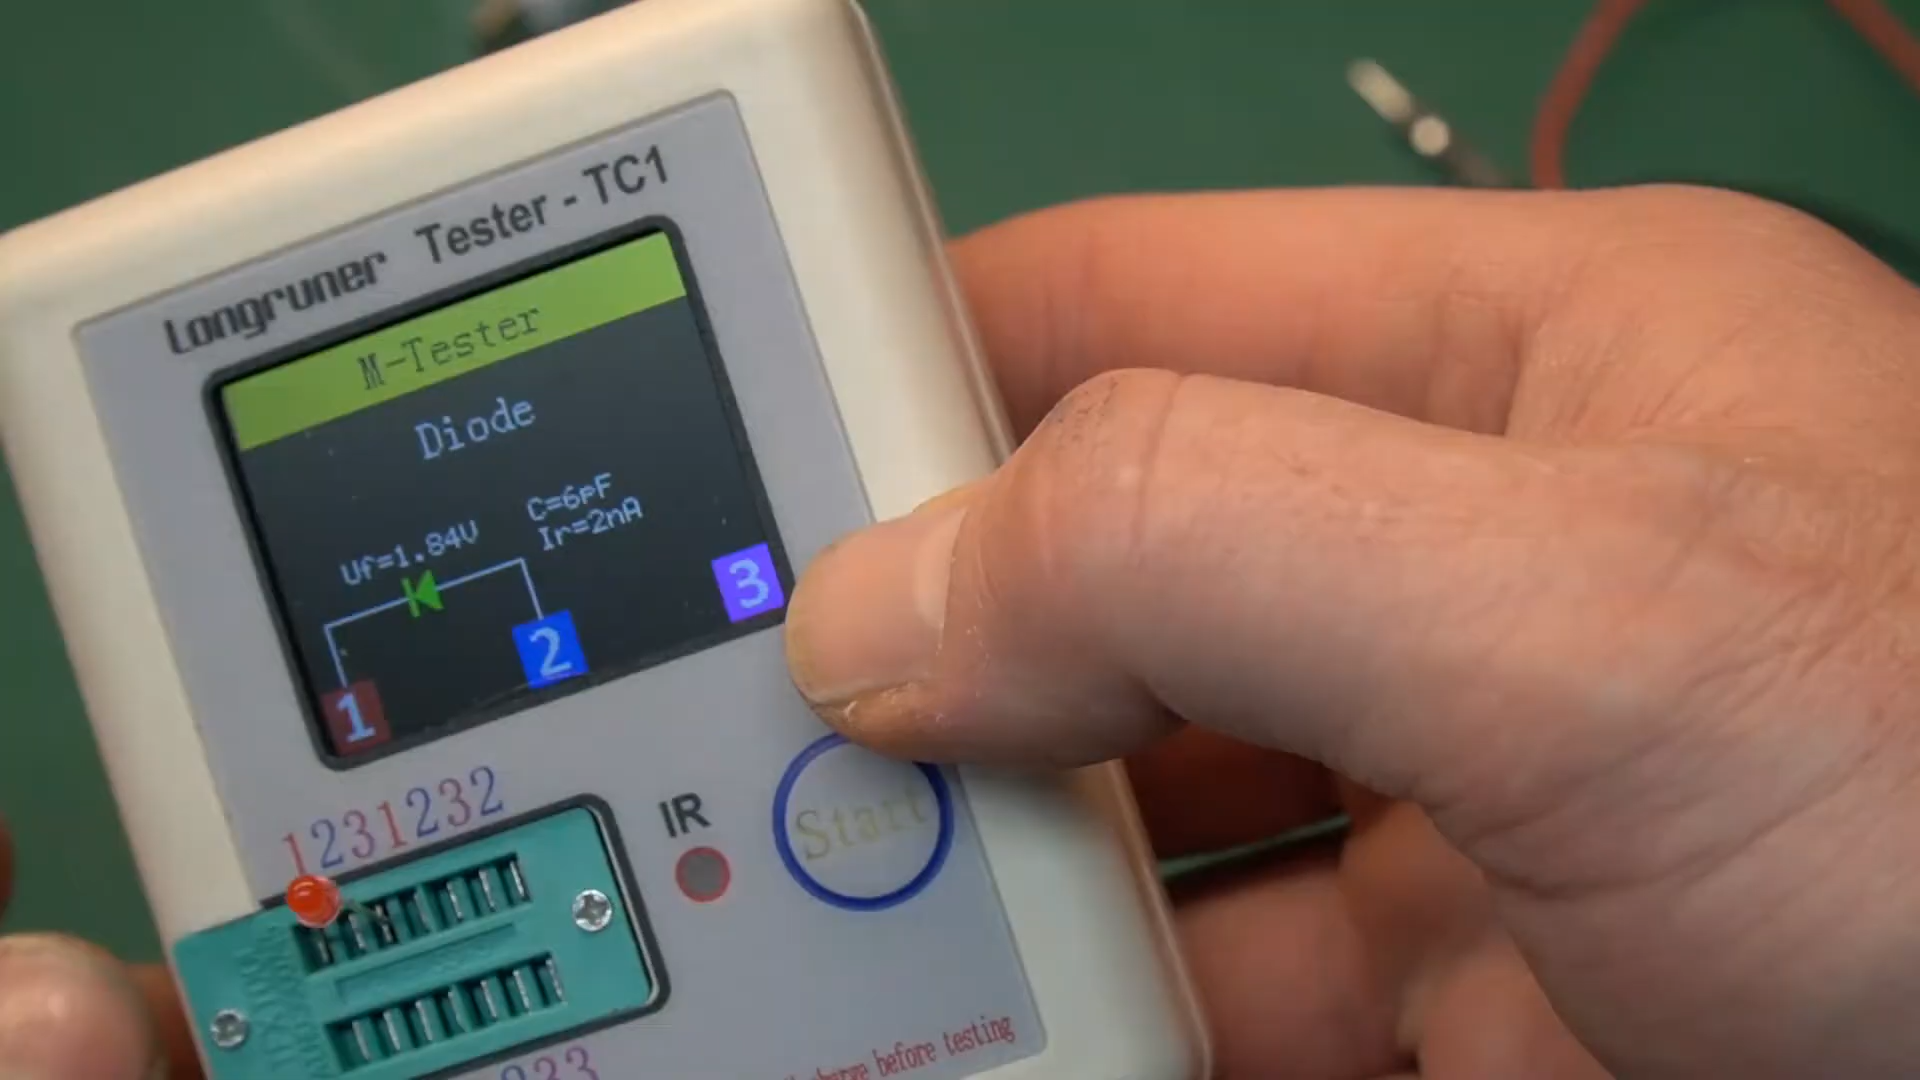 Longruner Tester - TC1
M-Tester
Diode
C=6pF
Uf=1.84V
Ir=2nA
1
2
3
1231232
IR
Start
233
before testing